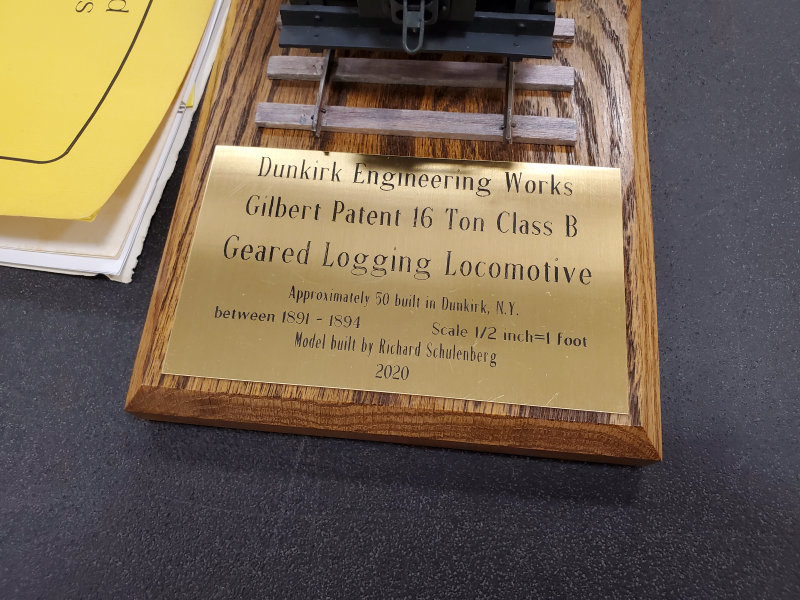 Dunkirk Engineering Works
Gilbert Patent 16 Ton Class B
Geared Logging Locomotive
Approximately 50 built in Dunkirk, N.Y.
between 1891 - 1894
Scale 1/2 inch=1 foot
Model built by Richard Schulenberg
2020